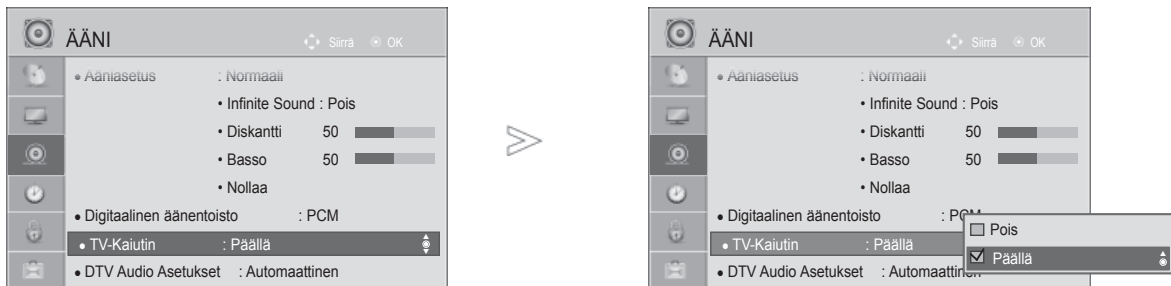 ÄÄNI Siirrä OK
• Ääniasetus : Normaali
• Infinite Sound : Pois
• Diskantti 50
• Basso 50
• Nollaa
• Digitaalinen äänentoisto : PCM
• TV-Kaiutin : Päällä
• DTV Audio Asetukset : Automaattinen
ÄÄNI Siirrä OK
• Ääniasetus : Normaali
• Infinite Sound : Pois
• Diskantti 50
• Basso 50
• Nollaa
• Digitaalinen äänentoisto : PCM
• TV-Kaiutin : Päällä
• DTV Audio Asetukset : Automaattinen
Pois
Päällä